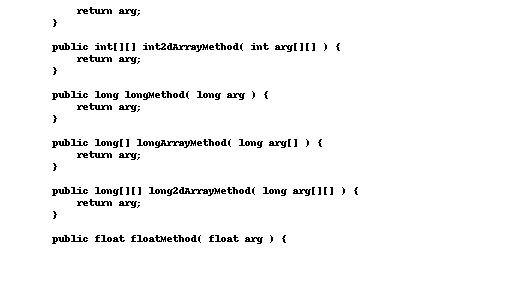 return arg;
}
public int[][] int2dArrayMethod( int arg[][] ) {
return arg;
}
public long longMethod( long arg ) {
return arg;
}
public long[] longArrayMethod( long arg[] ) {
return arg;
}
public long[][] long2dArrayMethod( long arg[][] ) {
return arg;
}
public float floatMethod( float arg ) {